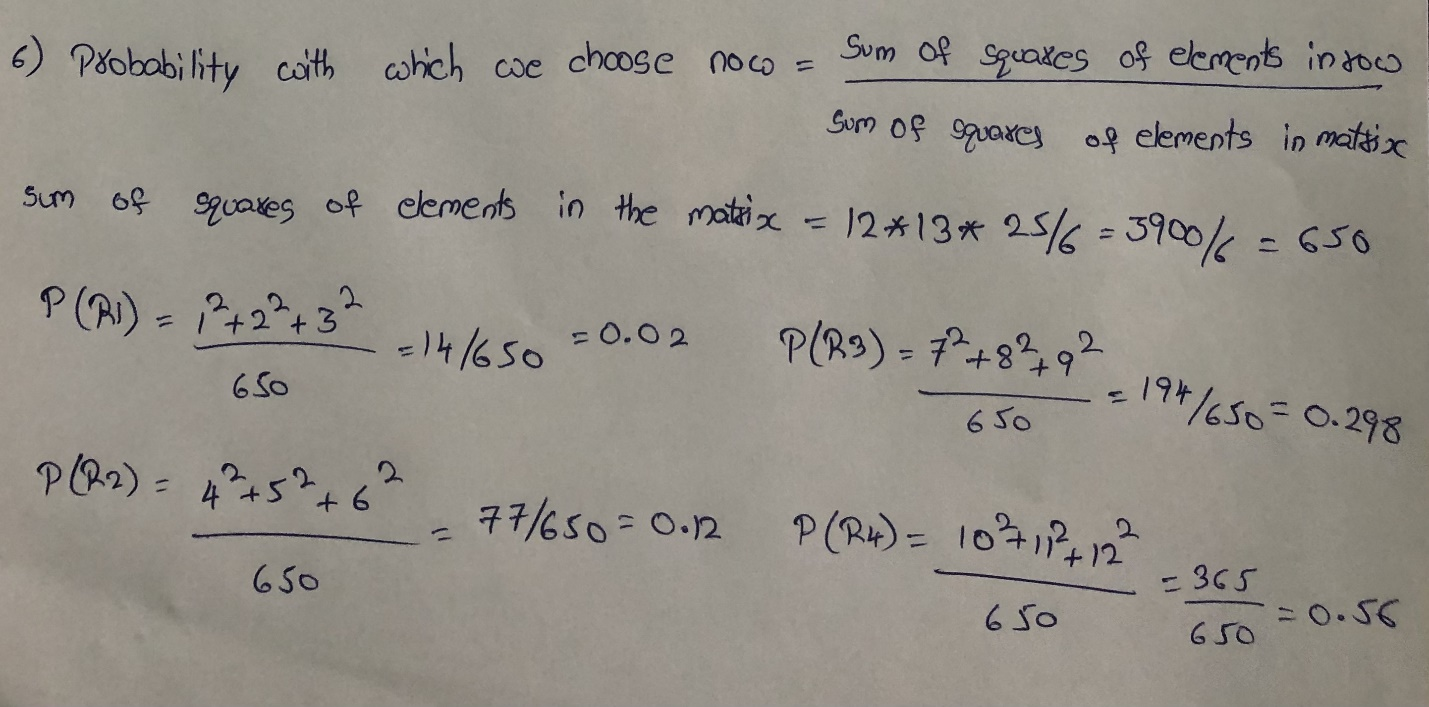 6) Probability with which we choose now = Sum of squares of elements in row
Sum of squares of elements in matrix
Sum of squares of elements in the matrix = 12*13* 25/6 = 3900/6 = 650
P(R1) = 1²+2²+3²
650
=14/650 =0.02
P(R3) = 7²+8²+9²
650
= 194/650 = 0.298
P(R2) = 4²+5²+6²
650
= 77/650 = 0.12
P(R4) = 10²+11²+12²
650
= 365
650
= 0.56